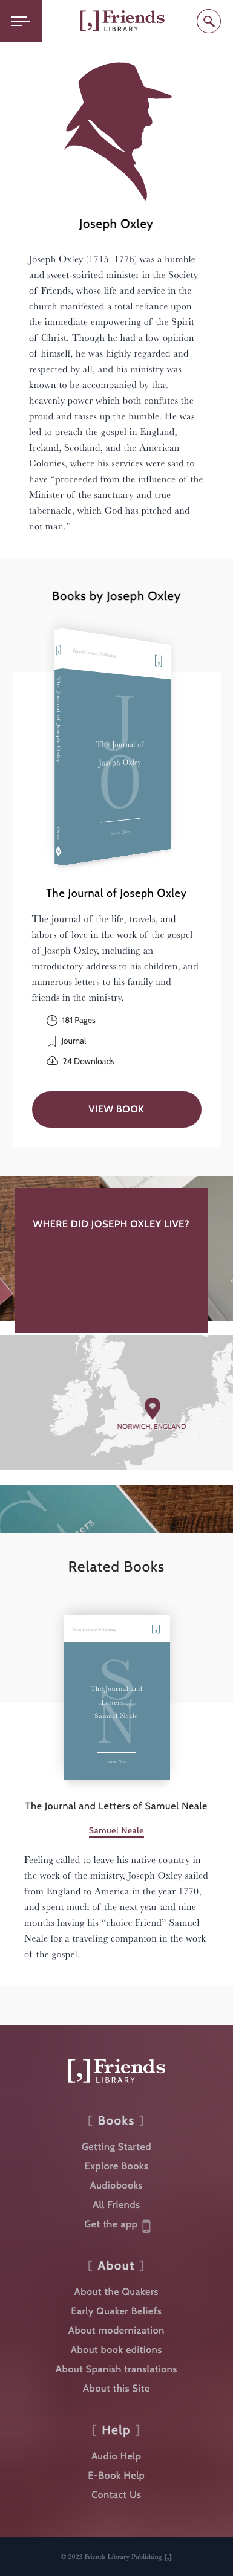 [,] Friends
LIBRARY
Joseph Oxley
Joseph Oxley (1715–1776) was a humble
and sweet-spirited minister in the Society
of Friends, whose life and service in the
church manifested a total reliance upon
the immediate empowering of the Spirit
of Christ. Though he had a low opinion
of himself, he was highly regarded and
respected by all, and his ministry was
known to be accompanied by that
heavenly power which both confutes the
proud and raises up the humble. He was
led to preach the gospel in England,
Ireland, Scotland, and the American
Colonies, where his services were said to
have “proceeded from the influence of the
Minister of the sanctuary and true
tabernacle, which God has pitched and
not man.”
Books by Joseph Oxley
[,]
Friends Library Publishing
[,]
The Journal of Joseph Oxley
JO
The Journal of
Joseph Oxley
Joseph Oxley
Oxley
The Journal of Joseph Oxley
The journal of the life, travels, and
labors of love in the work of the gospel
of Joseph Oxley, including an
introductory address to his children, and
numerous letters to his family and
friends in the ministry.
181 Pages
Journal
24 Downloads
VIEW BOOK
WHERE DID JOSEPH OXLEY LIVE?
NORWICH, ENGLAND
Related Books
Friends Library Publishing
[,]
SN
The Journal and
Letters of
Samuel Neale
Samuel Neale
The Journal and Letters of Samuel Neale
Samuel Neale
Feeling called to leave his native country in
the work of the ministry, Joseph Oxley sailed
from England to America in the year 1770,
and spent much of the next year and nine
months having his “choice Friend” Samuel
Neale for a traveling companion in the work
of the gospel.
[,] Friends
LIBRARY
[ Books ]
Getting Started
Explore Books
Audiobooks
All Friends
Get the app
[ About ]
About the Quakers
Early Quaker Beliefs
About modernization
About book editions
About Spanish translations
About this Site
[ Help ]
Audio Help
E-Book Help
Contact Us
© 2023 Friends Library Publishing [,]